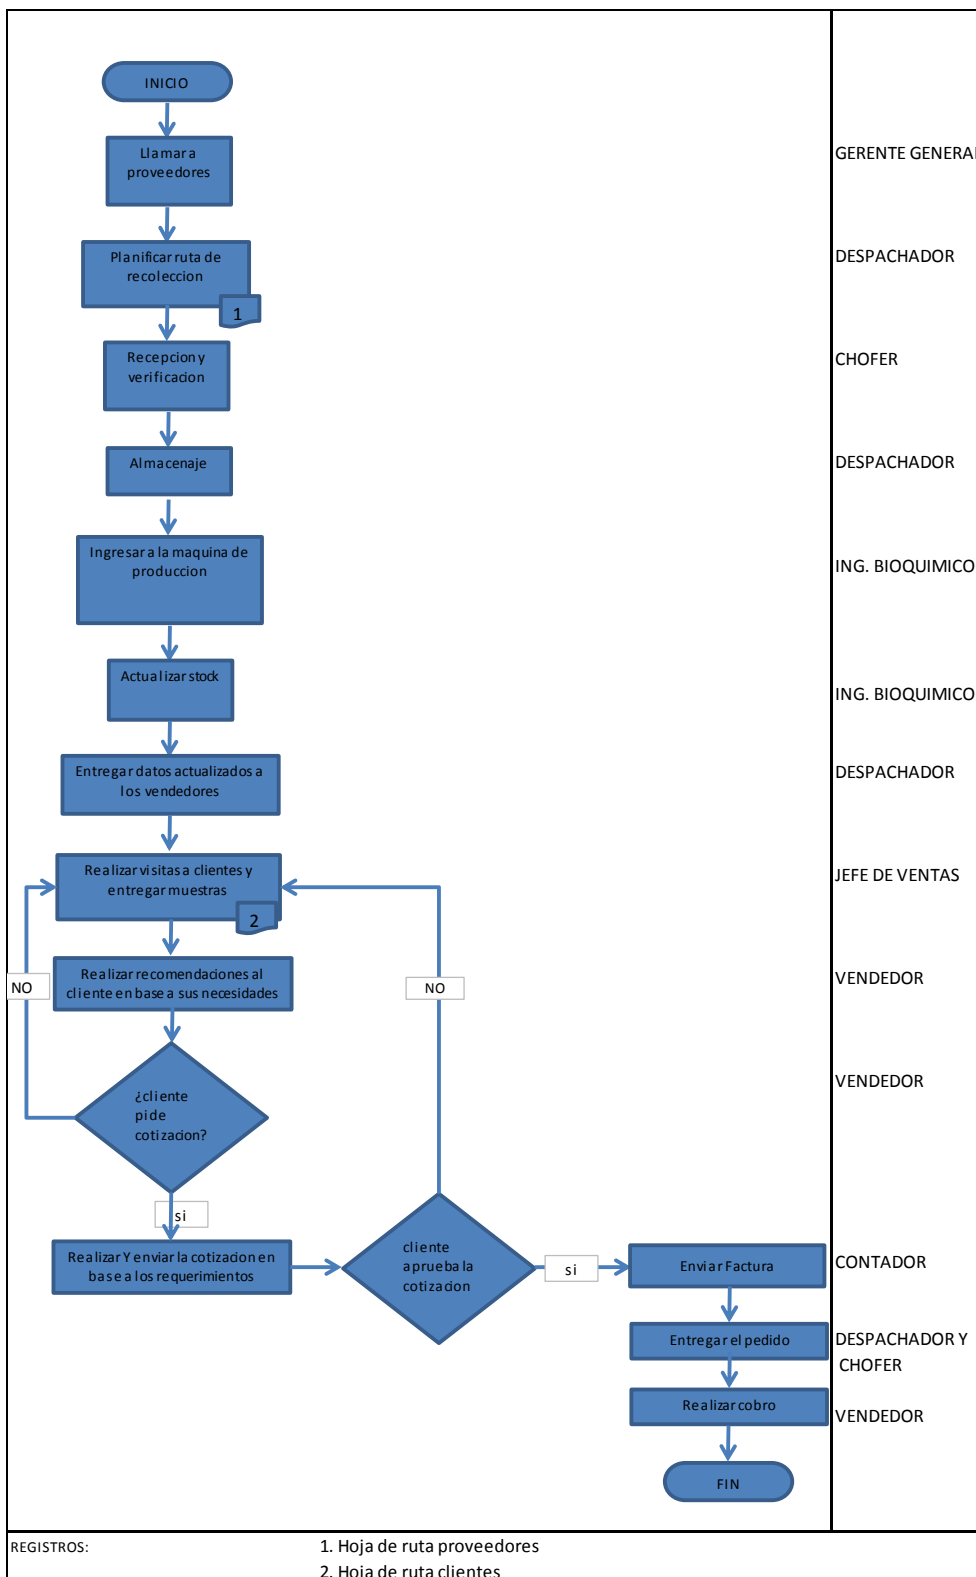 INICIO
Llamar a
proveedores
GERENTE GENERAL
Planificar ruta de
recoleccion
DESPACHADOR
1
Recepcion y
verificacion
CHOFER
Almacenaje
DESPACHADOR
Ingresar a la maquina de
produccion
ING. BIOQUIMICO
Actualizar stock
ING. BIOQUIMICO
Entregar datos actualizados a
los vendedores
DESPACHADOR
Realizar visitas a clientes y
entregar muestras
JEFE DE VENTAS
2
Realizar recomendaciones al
cliente en base a sus necesidades
VENDEDOR
NO
NO
¿cliente
pide
cotizacion?
VENDEDOR
si
Realizar Y enviar la cotizacion en
base a los requerimientos
cliente
aprueba la
cotizacion
si
Enviar Factura
CONTADOR
Entregar el pedido
DESPACHADOR Y
CHOFER
Realizar cobro
VENDEDOR
FIN
REGISTROS:
1. Hoja de ruta proveedores
2. Hoja de ruta clientes